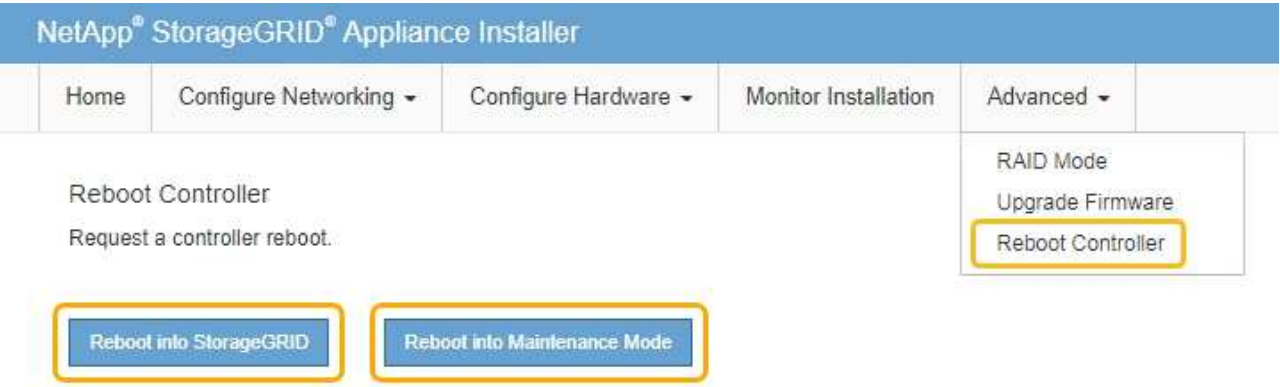 NetApp® StorageGRID® Appliance Installer
Home Configure Networking Configure Hardware Monitor Installation Advanced
RAID Mode
Upgrade Firmware
Reboot Controller
Reboot Controller
Request a controller reboot.
Reboot into StorageGRID Reboot into Maintenance Mode